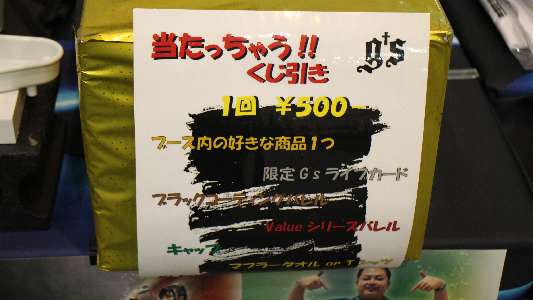 当たっちゃう!!
くじ引き
g's
1回 ¥500-
ブース内の好きな商品1つ
限定G'sライブカード
ブラックコーティングバレル
Valueシリーズバレル
キャップ
マフラータオル or Tシャツ